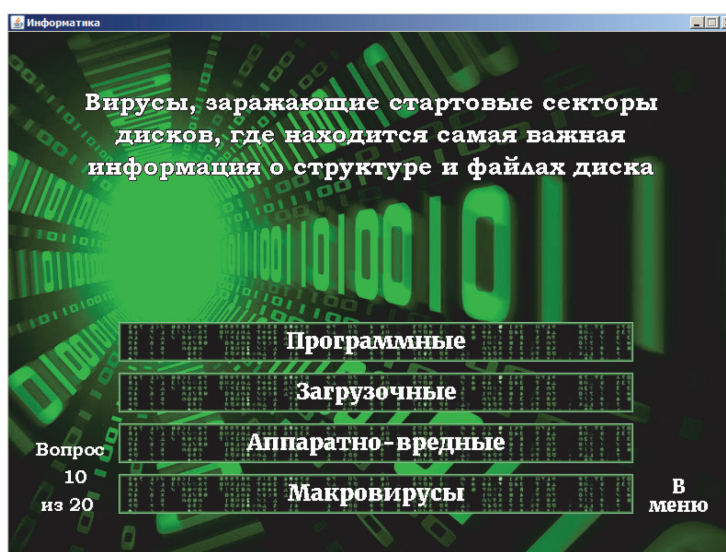 Информатика
Вирусы, заражающие стартовые секторы
дисков, где находится самая важная
информация о структуре и файлах диска
Программные
Загрузочные
Аппаратно-вредные
Макровирусы
Вопрос
10
из 20
В
меню